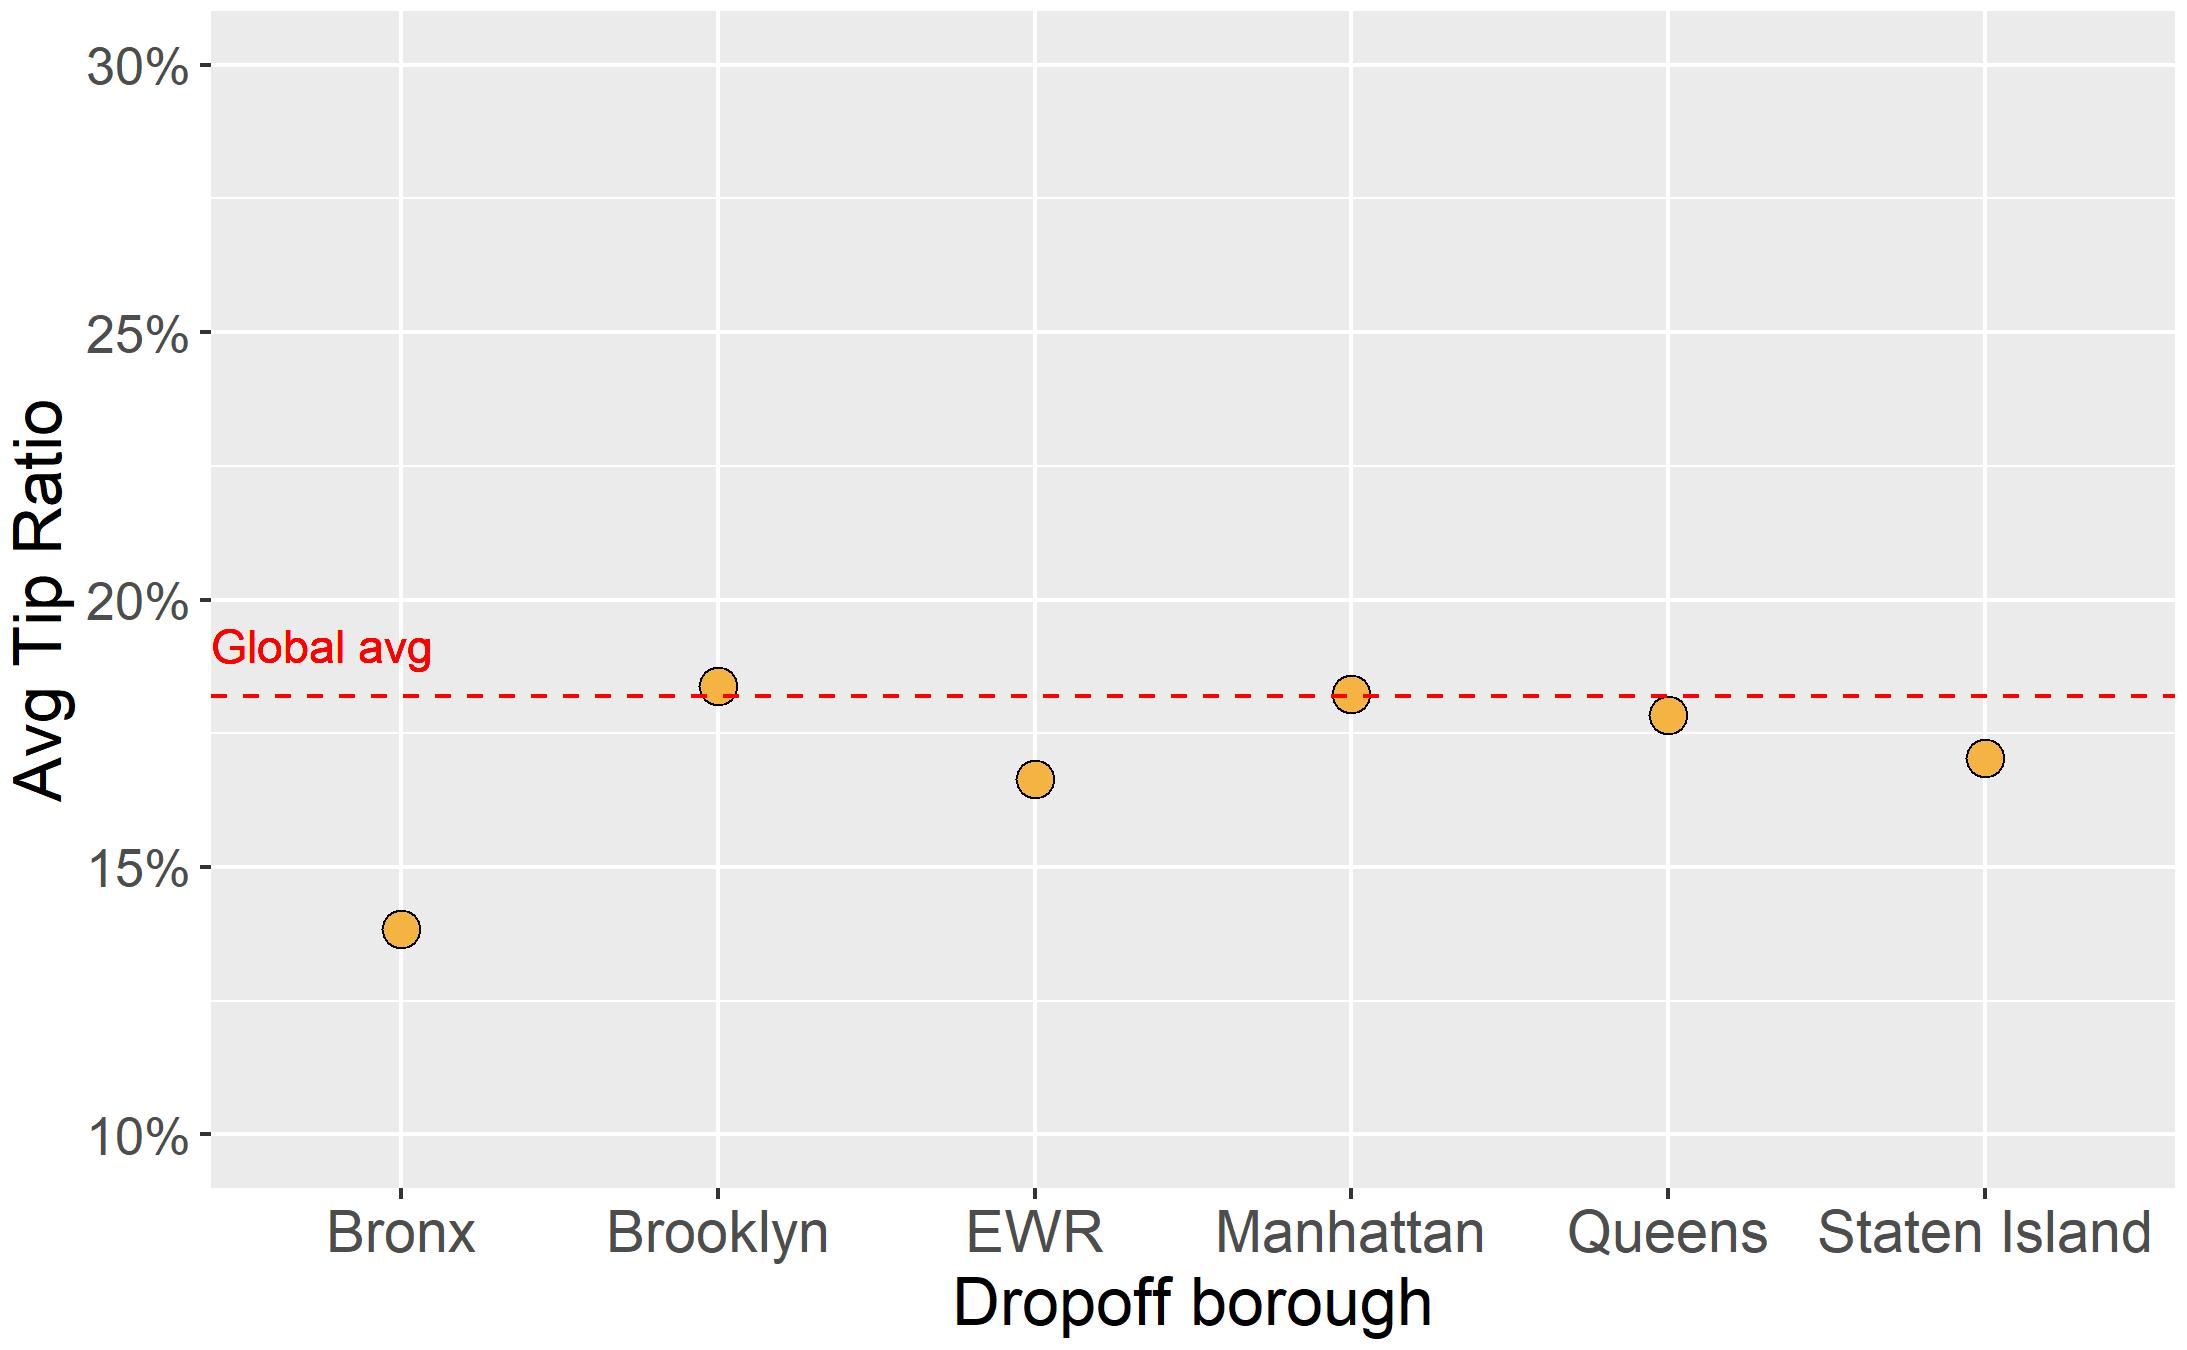 Avg Tip Ratio
30%
25%
20%
15%
10%
Global avg
Bronx
Brooklyn
EWR
Manhattan
Queens
Staten Island
Dropoff borough